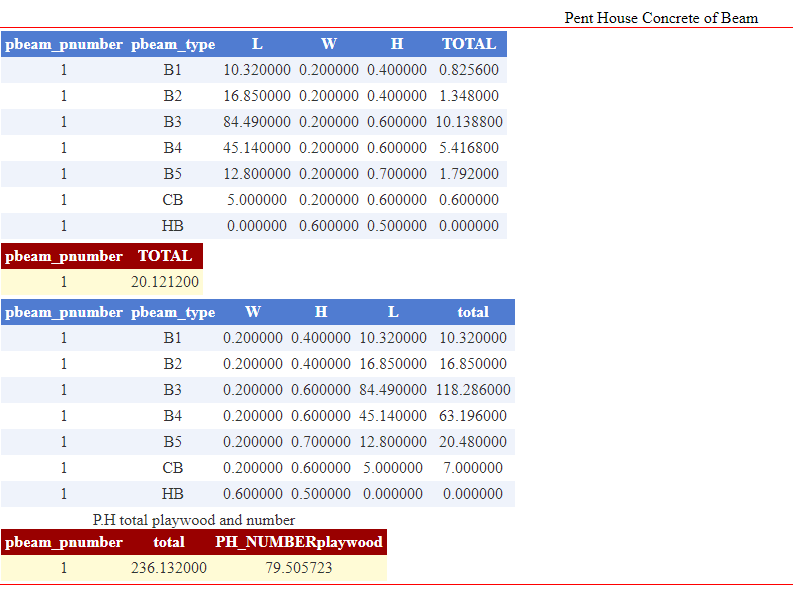 Pent House Concrete of Beam
pbeam_pnumber pbeam_type L W H TOTAL
1 B1 10.320000 0.200000 0.400000 0.825600
1 B2 16.850000 0.200000 0.400000 1.348000
1 B3 84.490000 0.200000 0.600000 10.138800
1 B4 45.140000 0.200000 0.600000 5.416800
1 B5 12.800000 0.200000 0.700000 1.792000
1 CB 5.000000 0.200000 0.600000 0.600000
1 HB 0.000000 0.600000 0.500000 0.000000
pbeam_pnumber TOTAL
1 20.121200
pbeam_pnumber pbeam_type W H L total
1 B1 0.200000 0.400000 10.320000 10.320000
1 B2 0.200000 0.400000 16.850000 16.850000
1 B3 0.200000 0.600000 84.490000 118.286000
1 B4 0.200000 0.600000 45.140000 63.196000
1 B5 0.200000 0.700000 12.800000 20.480000
1 CB 0.200000 0.600000 5.000000 7.000000
1 HB 0.600000 0.500000 0.000000 0.000000
P.H total playwood and number
pbeam_pnumber total PH_NUMBERplaywood
1 236.132000 79.505723